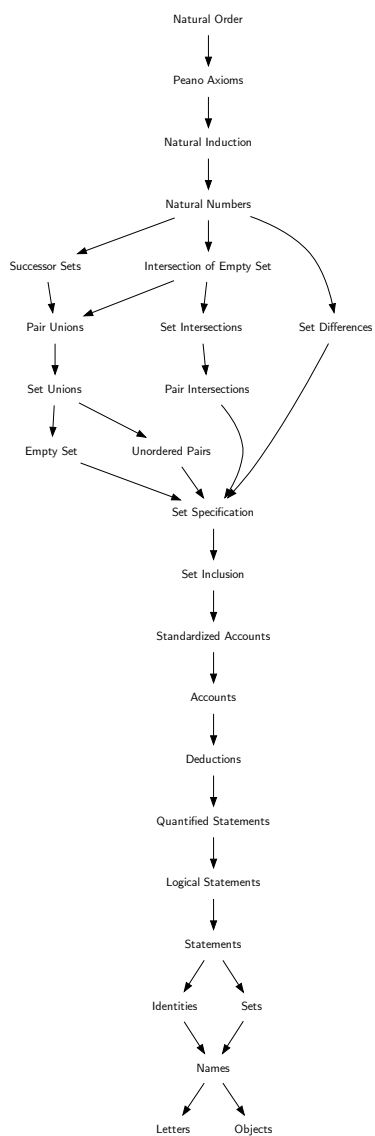 Natural Order
Peano Axioms
Natural Induction
Natural Numbers
Successor Sets
Intersection of Empty Set
Pair Unions
Set Intersections
Set Differences
Set Unions
Pair Intersections
Empty Set
Unordered Pairs
Set Specification
Set Inclusion
Standardized Accounts
Accounts
Deductions
Quantified Statements
Logical Statements
Statements
Identities
Sets
Names
Letters
Objects